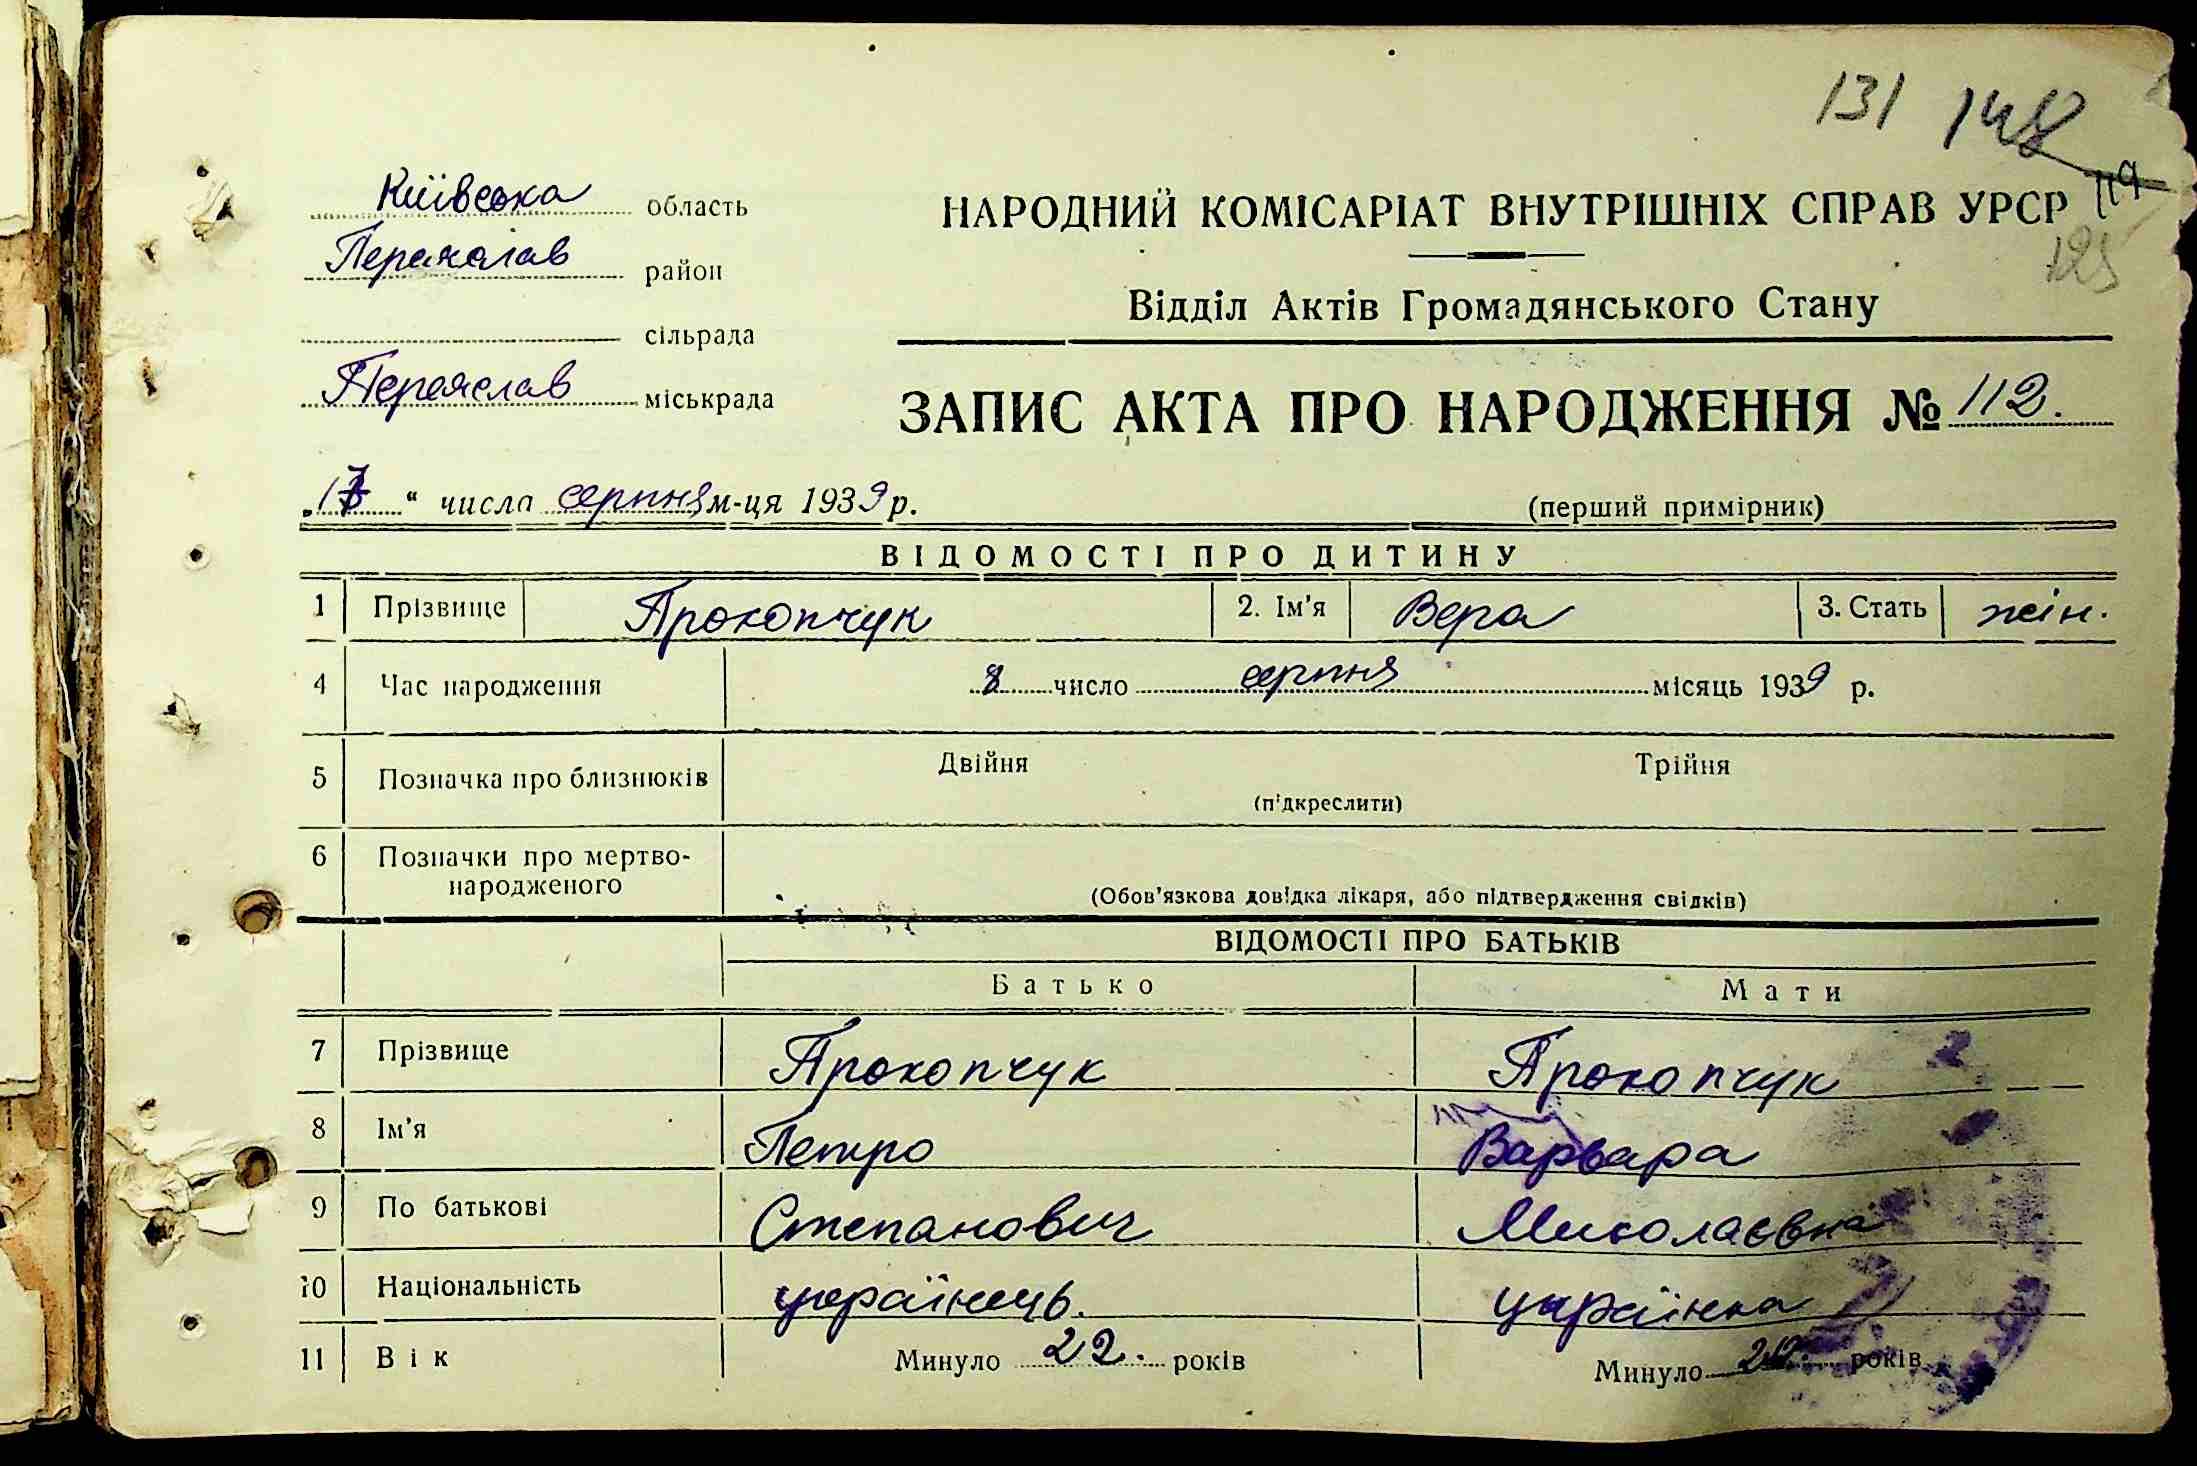 131 148
119
125
Київська область
НАРОДНИЙ КОМІСАРІАТ ВНУТРІШНІХ СПРАВ УРСР
Переяслав район
Відділ Актів Громадянського Стану
сільрада
Переяслав міськрада
ЗАПИС АКТА ПРО НАРОДЖЕННЯ № 112.
„17“ числа серпня м-ця 1939 р.
(перший примірник)
ВІДОМОСТІ ПРО ДИТИНУ
1 Прізвище Прокопчук 2. Ім'я Вера 3. Стать жін.
4 Час народження 8 число серпня місяць 1939 р.
5 Позначка про близнюків Двійня Трійня
(підкреслити)
6 Позначки про мертво-
народженого
(Обов'язкова довідка лікаря, або підтвердження свідків)
ВІДОМОСТІ ПРО БАТЬКІВ
Батько Мати
7 Прізвище Прокопчук Прокопчук
8 Ім'я Петро Варвара
9 По батькові Степанович Миколаєвна
10 Національність українець. українка
11 Вік Минуло 22. років Минуло років